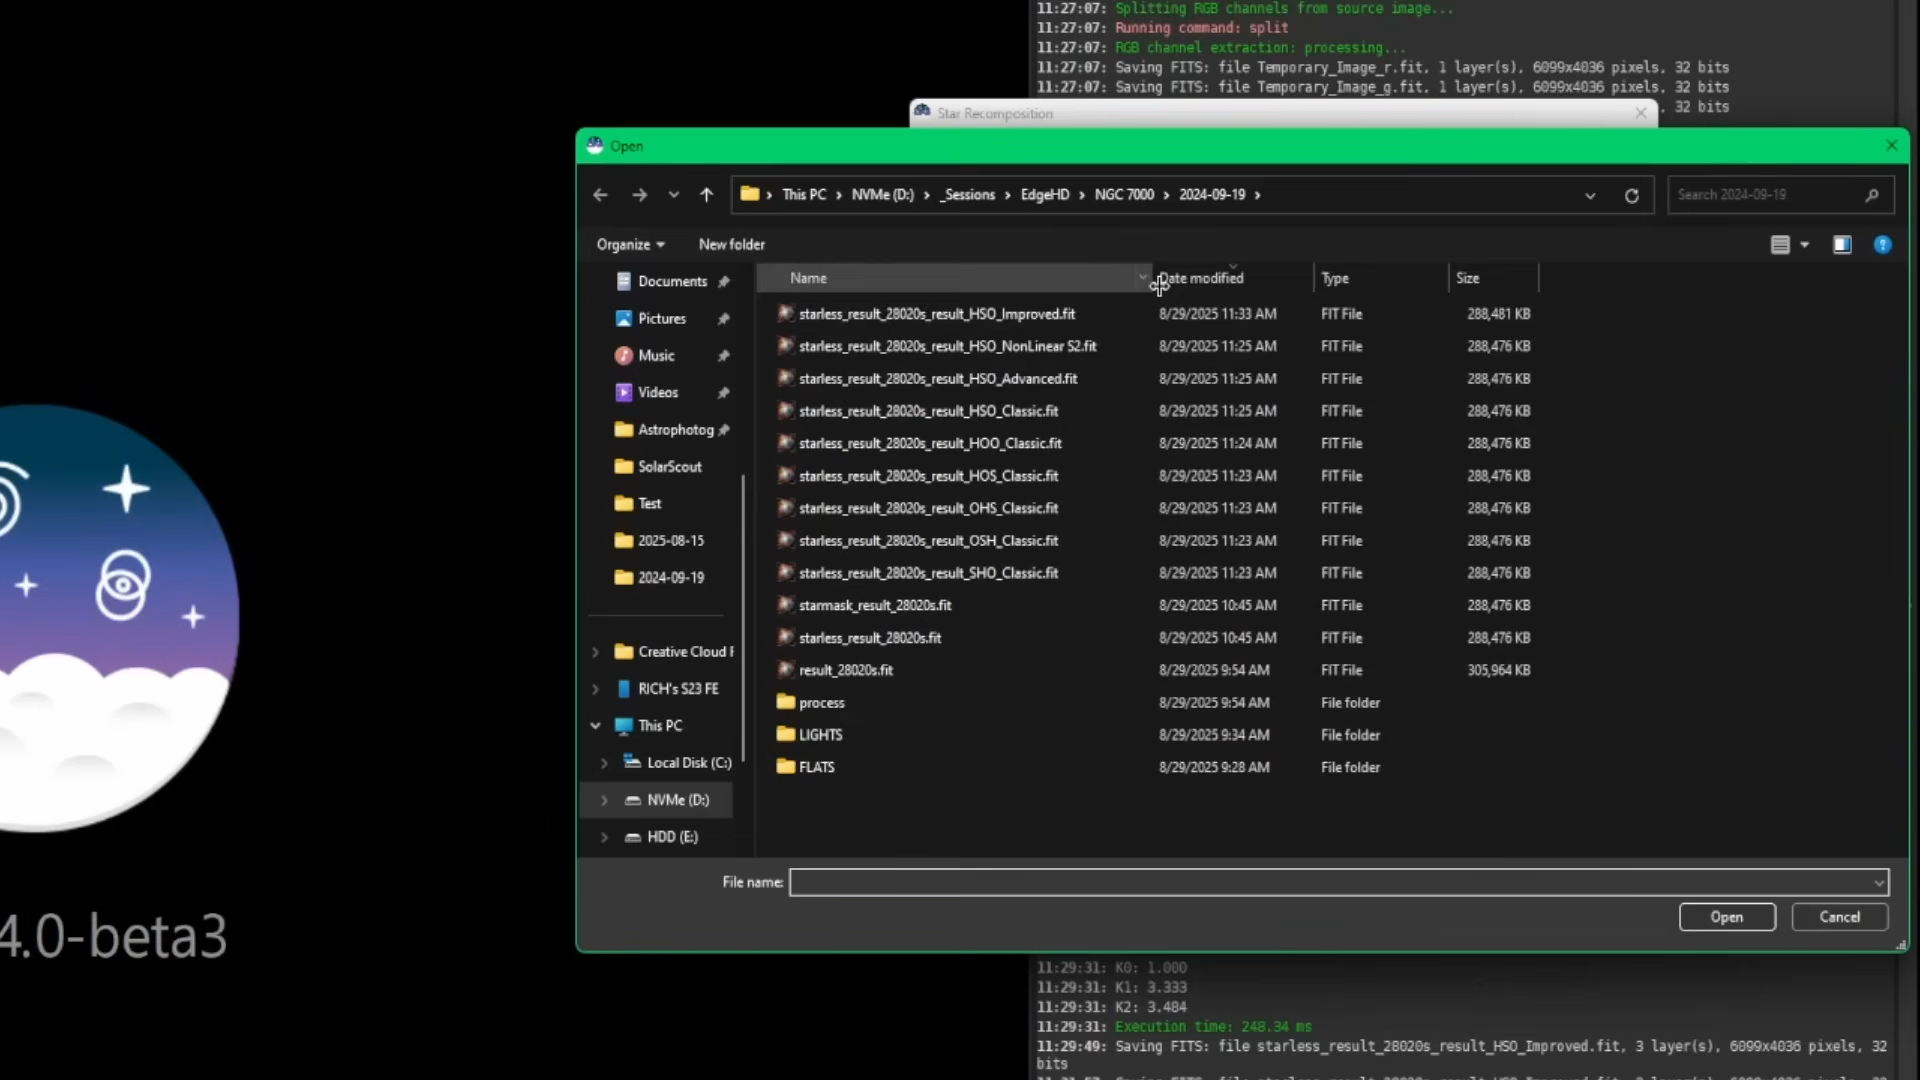 11:27:07: Splitting RGB channels from source image...
11:27:07: Running command: split
11:27:07: RGB channel extraction: processing...
11:27:07: Saving FITS: file Temporary_Image_r.fit, 1 layer(s), 6099x4036 pixels, 32 bits
11:27:07: Saving FITS: file Temporary_Image_g.fit, 1 layer(s), 6099x4036 pixels, 32 bits
, 32 bits
Star Recomposition
Open
This PC > NVMe (D:) > _Sessions > EdgeHD > NGC 7000 > 2024-09-19 >
Search 2024-09-19
Organize New folder
Name Date modified Type Size
Documents
Pictures
Music
Videos
Astrophotog
SolarScout
Test
2025-08-15
2024-09-19
Creative Cloud F
RICH's S23 FE
This PC
Local Disk (C:)
NVMe (D:)
HDD (E:)
starless_result_28020s_result_HSO_Improved.fit 8/29/2025 11:33 AM FIT File 288,481 KB
starless_result_28020s_result_HSO_NonLinear S2.fit 8/29/2025 11:25 AM FIT File 288,476 KB
starless_result_28020s_result_HSO_Advanced.fit 8/29/2025 11:25 AM FIT File 288,476 KB
starless_result_28020s_result_HSO_Classic.fit 8/29/2025 11:25 AM FIT File 288,476 KB
starless_result_28020s_result_HOO_Classic.fit 8/29/2025 11:24 AM FIT File 288,476 KB
starless_result_28020s_result_HOS_Classic.fit 8/29/2025 11:23 AM FIT File 288,476 KB
starless_result_28020s_result_OHS_Classic.fit 8/29/2025 11:23 AM FIT File 288,476 KB
starless_result_28020s_result_OSH_Classic.fit 8/29/2025 11:23 AM FIT File 288,476 KB
starless_result_28020s_result_SHO_Classic.fit 8/29/2025 11:23 AM FIT File 288,476 KB
starmask_result_28020s.fit 8/29/2025 10:45 AM FIT File 288,476 KB
starless_result_28020s.fit 8/29/2025 10:45 AM FIT File 288,476 KB
result_28020s.fit 8/29/2025 9:54 AM FIT File 305,964 KB
process 8/29/2025 9:54 AM File folder
LIGHTS 8/29/2025 9:34 AM File folder
FLATS 8/29/2025 9:28 AM File folder
File name:
Open Cancel
4.0-beta3
11:29:31: K0: 1.000
11:29:31: K1: 3.333
11:29:31: K2: 3.484
11:29:31: Execution time: 248.34 ms
11:29:49: Saving FITS: file starless_result_28020s_result_HSO_Improved.fit, 3 layer(s), 6099x4036 pixels, 32
bits